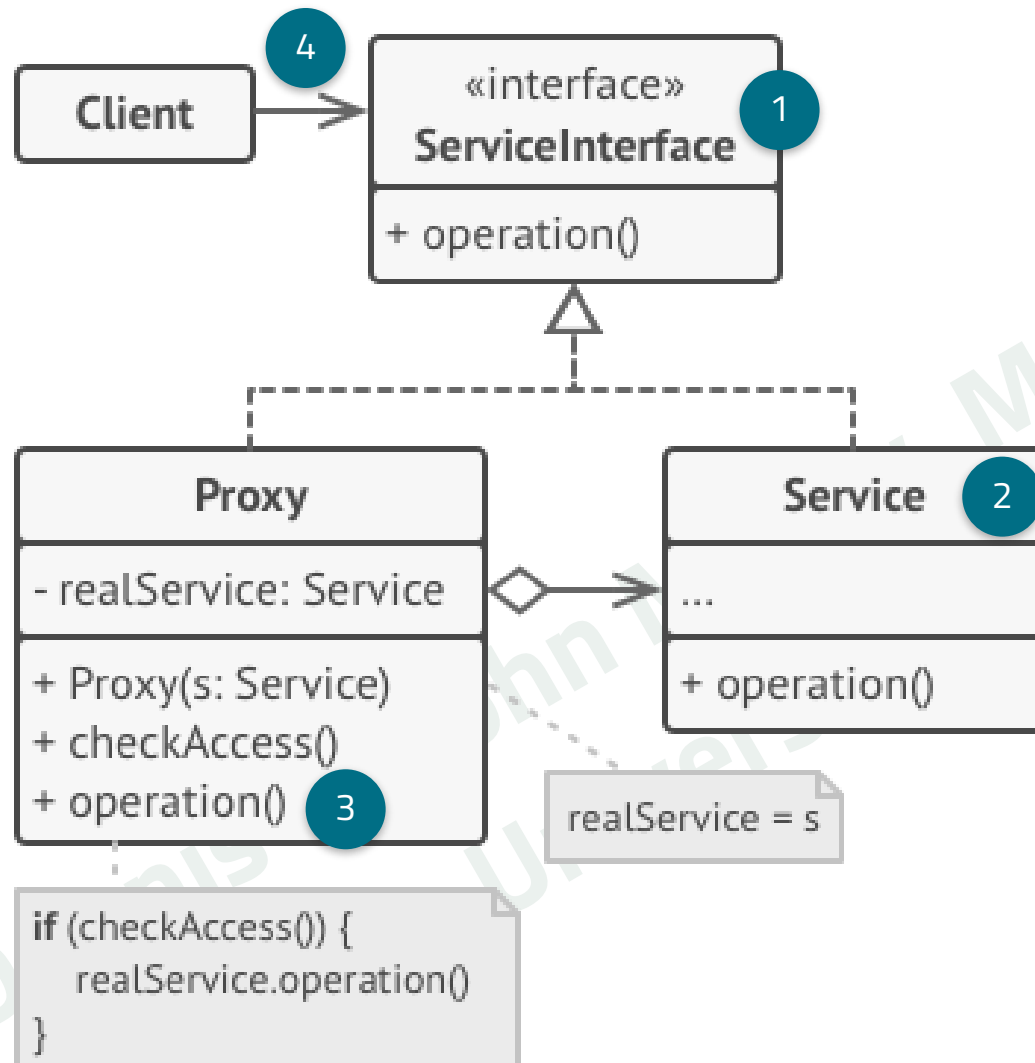 4
Client
«interface»
1
ServiceInterface
+ operation()
Proxy
- realService: Service
+ Proxy(s: Service)
+ checkAccess()
+ operation()
3
Service
2
...
+ operation()
realService = s
if (checkAccess()) {
realService.operation()
}